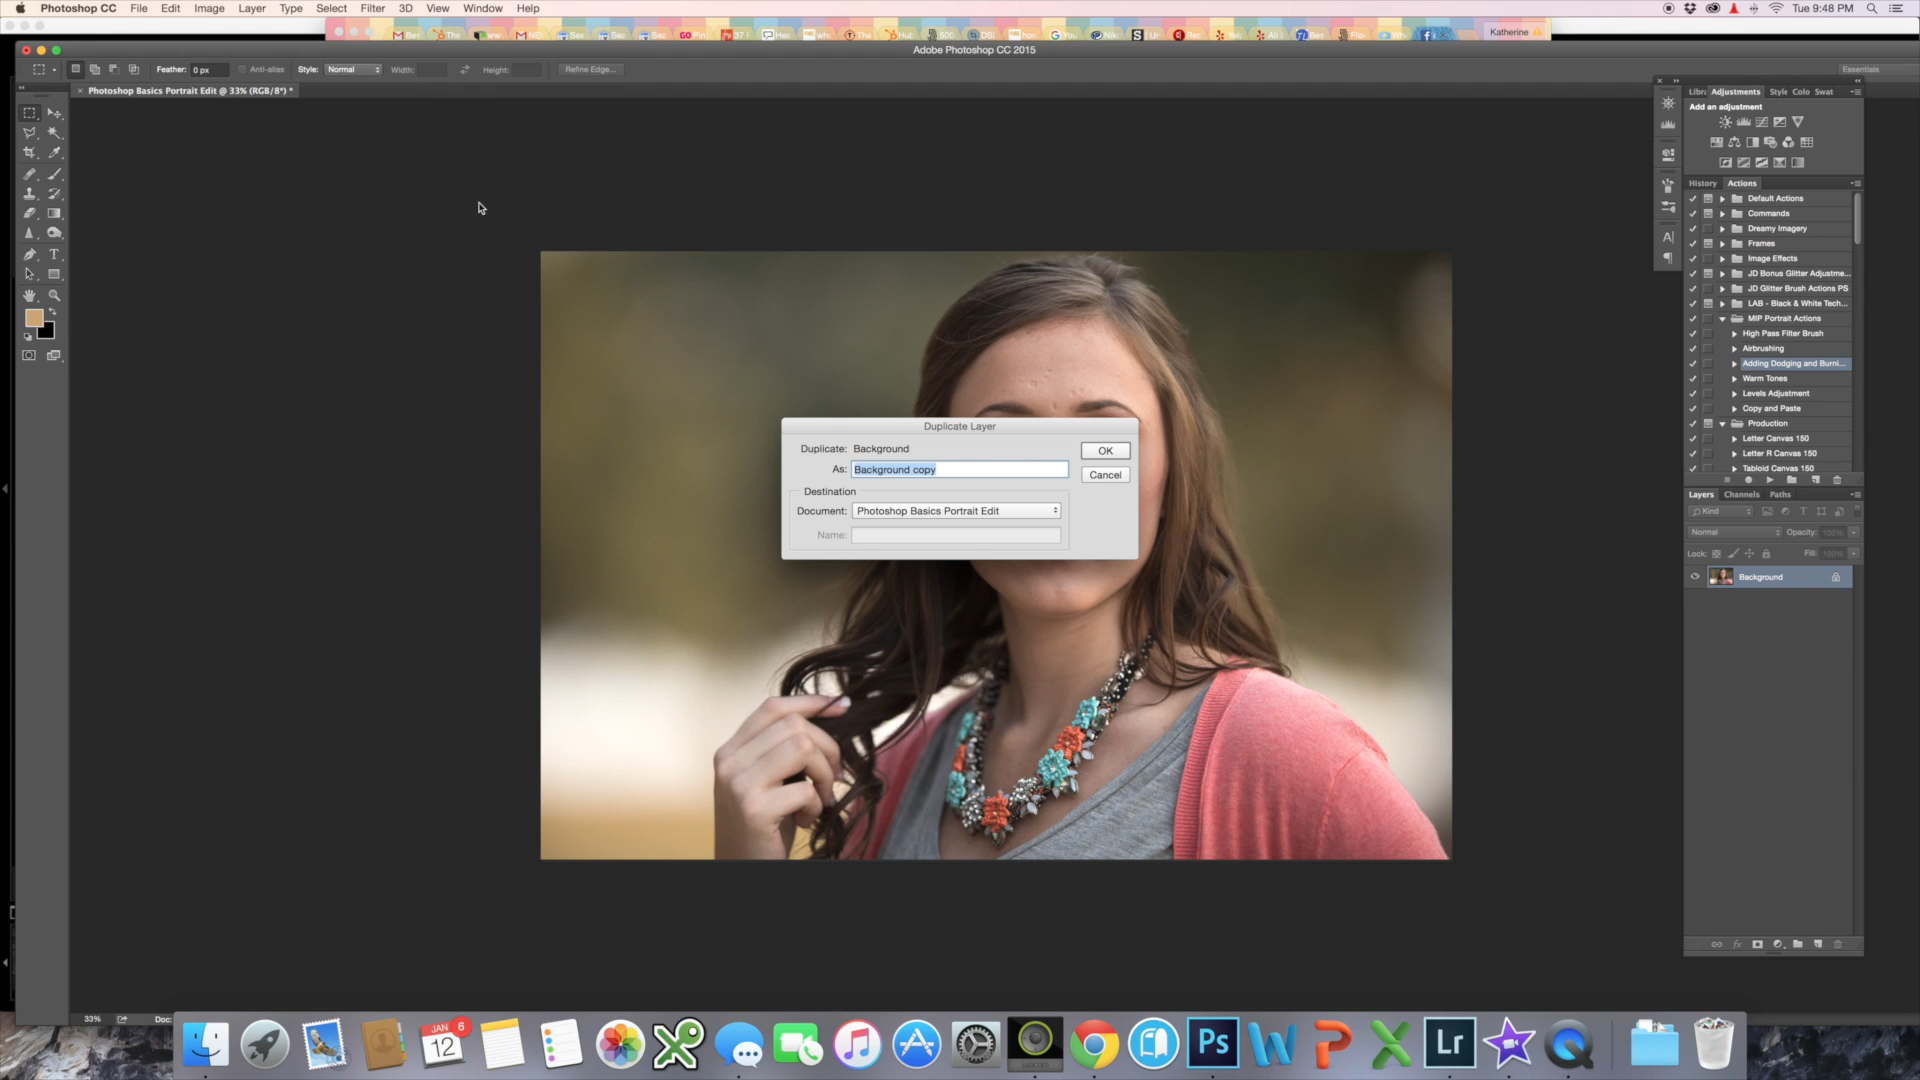 Photoshop CC File Edit Image Layer Type Select Filter 3D View Window Help
Tue 9:48 PM
Katherine
Adobe Photoshop CC 2015
Feather: 0 px Anti-alias Style: Normal Width: Height: Refine Edge...
Essentials
Photoshop Basics Portrait Edit @ 33% (RGB/8*) *
Adjustments Colo Swat
Add an adjustment
History Actions
Default Actions
Commands
Dreamy Imagery
Frames
Image Effects
JD Bonus Glitter Adjustme...
JD Glitter Brush Actions PS
LAB - Black & White Tech...
MIP Portrait Actions
High Pass Filter Brush
Airbrushing
Adding Dodging and Burni...
Warm Tones
Levels Adjustment
Copy and Paste
Production
Letter Canvas 150
Letter R Canvas 150
Tabloid Canvas 150
Layers Channels Paths
Kind
Normal Opacity: 100%
Lock: Fill: 100%
Background
Duplicate Layer
Duplicate: Background
As: Background copy
OK
Cancel
Destination
Document: Photoshop Basics Portrait Edit
Name:
33% Doc:
JAN 6
12
Ps
Lr